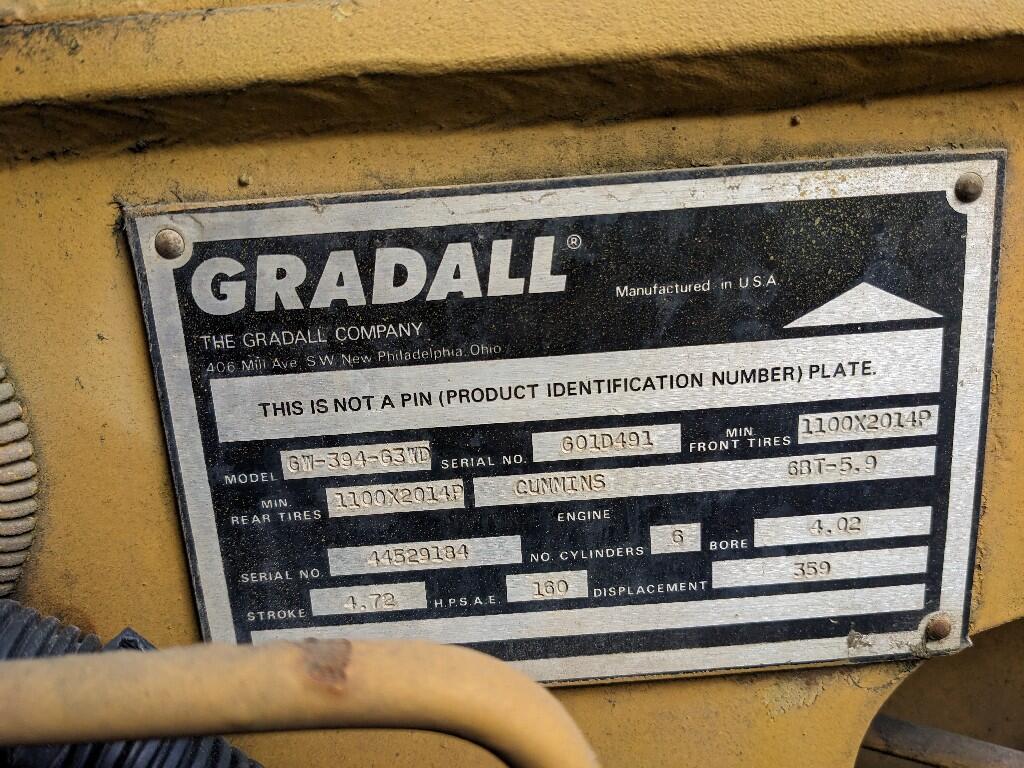 GRADALL®
Manufactured in U.S.A.
THE GRADALL COMPANY
406 Mill Ave. S.W. New Philadelphia, Ohio
THIS IS NOT A PIN (PRODUCT IDENTIFICATION NUMBER) PLATE.
MODEL GW-394-G3WD SERIAL NO. G01D491 MIN. FRONT TIRES 1100X2014P
MIN. REAR TIRES 1100X2014P CUMMINS 6BT-5.9
ENGINE
SERIAL NO. 44529184 NO. CYLINDERS 6 BORE 4.02
STROKE 4.72 H.P.S.A.E. 160 DISPLACEMENT 359